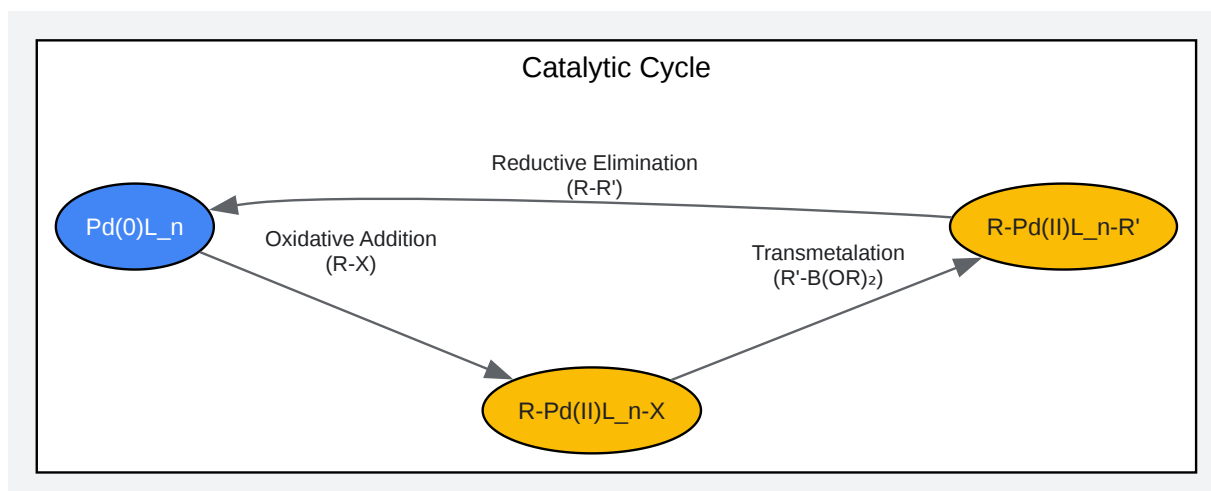 Catalytic Cycle
Reductive Elimination
(R-R')
Pd(0)L_n
R-Pd(II)L_n-R'
Oxidative Addition
(R-X)
Transmetalation
(R'-B(OR)₂)
R-Pd(II)L_n-X